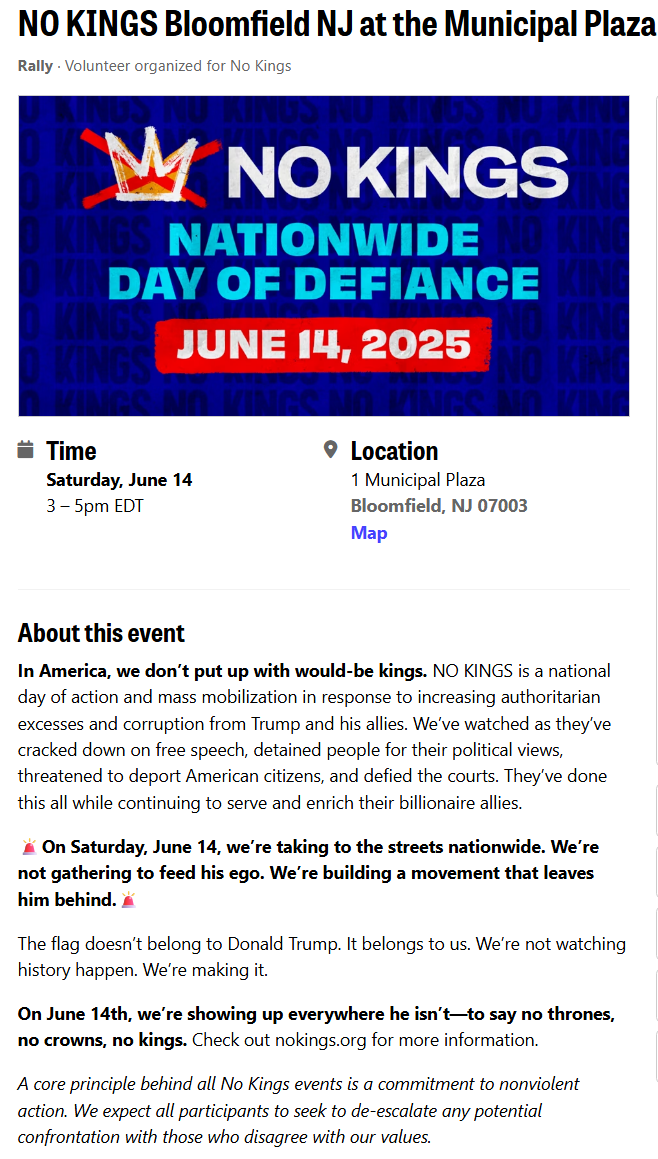 NO KINGS Bloomfield NJ at the Municipal Plaza
Rally · Volunteer organized for No Kings
NO KINGS
NATIONWIDE
DAY OF DEFIANCE
JUNE 14, 2025
Time
Saturday, June 14
3 – 5pm EDT
Location
1 Municipal Plaza
Bloomfield, NJ 07003
Map
About this event
In America, we don’t put up with would-be kings. NO KINGS is a national
day of action and mass mobilization in response to increasing authoritarian
excesses and corruption from Trump and his allies. We’ve watched as they’ve
cracked down on free speech, detained people for their political views,
threatened to deport American citizens, and defied the courts. They’ve done
this all while continuing to serve and enrich their billionaire allies.
🚨 On Saturday, June 14, we’re taking to the streets nationwide. We’re
not gathering to feed his ego. We’re building a movement that leaves
him behind. 🚨
The flag doesn’t belong to Donald Trump. It belongs to us. We’re not watching
history happen. We’re making it.
On June 14th, we’re showing up everywhere he isn’t—to say no thrones,
no crowns, no kings. Check out nokings.org for more information.
A core principle behind all No Kings events is a commitment to nonviolent
action. We expect all participants to seek to de-escalate any potential
confrontation with those who disagree with our values.